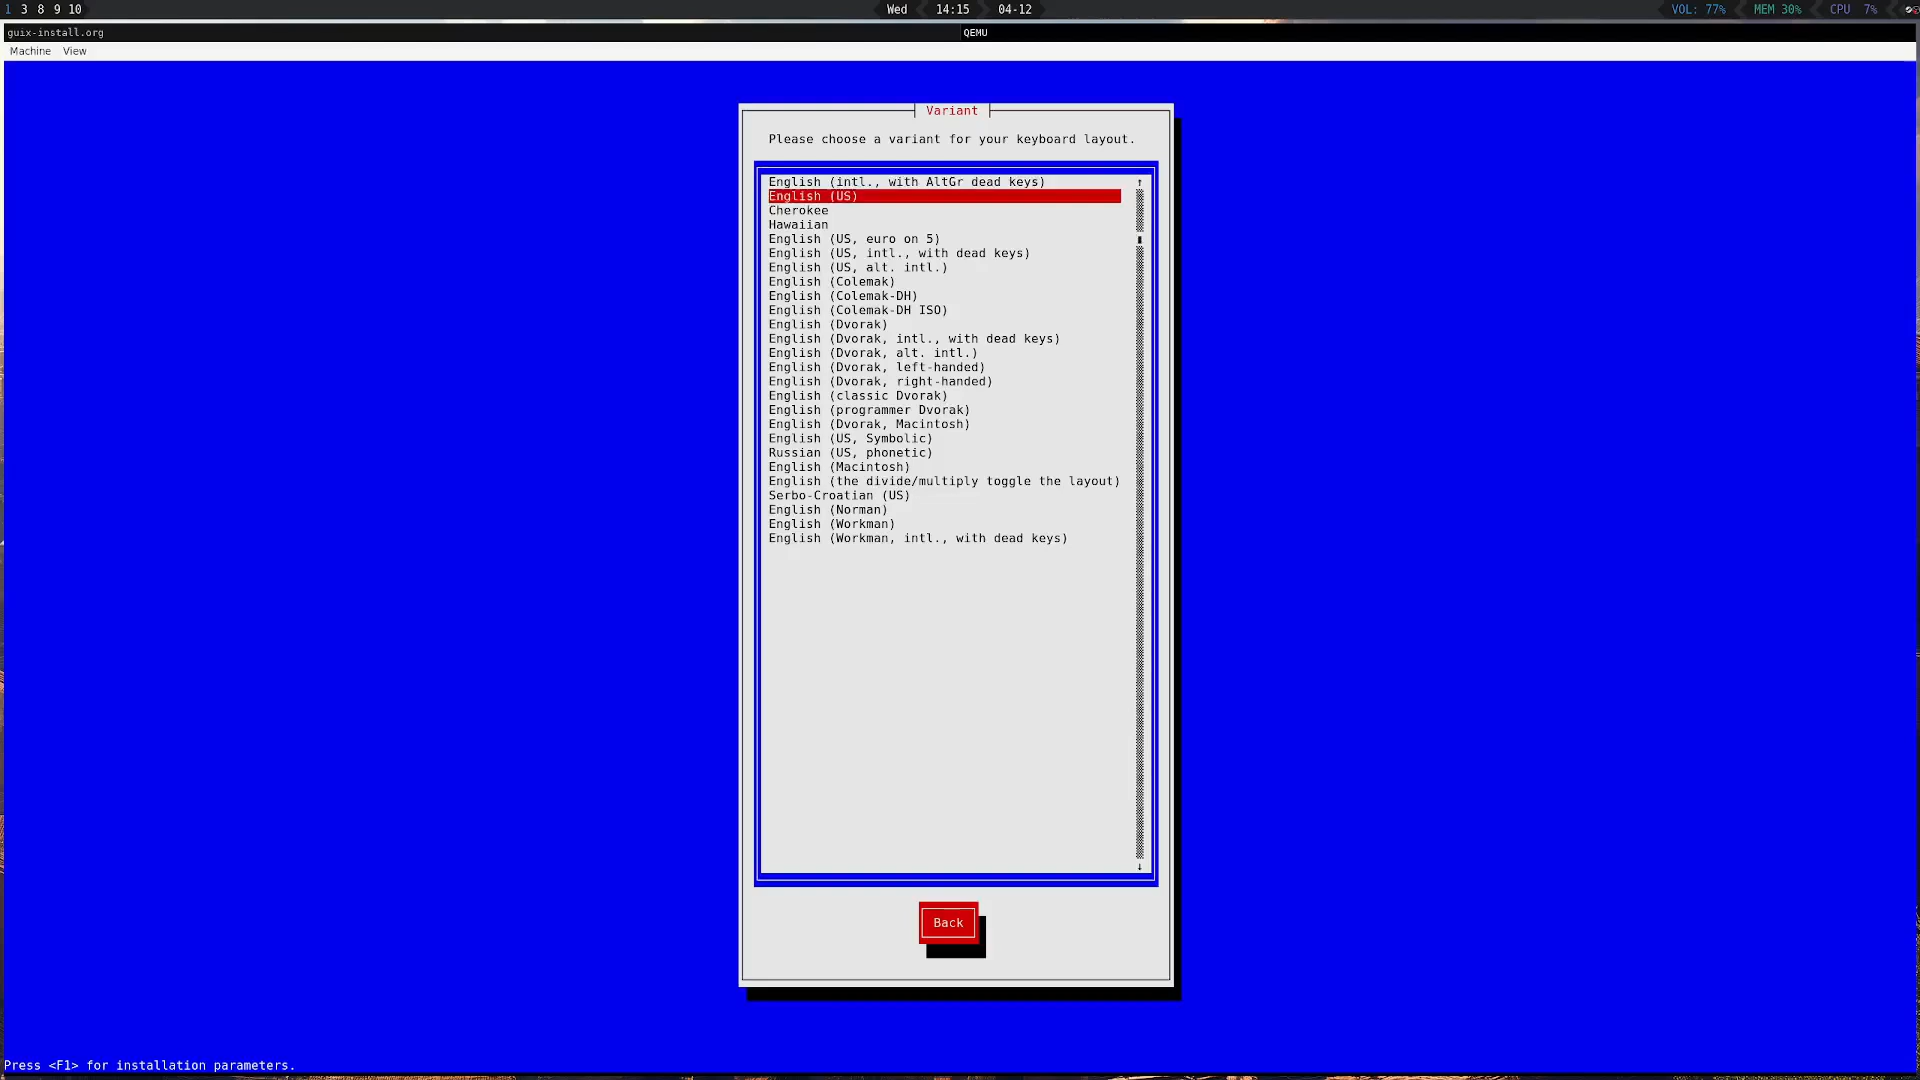 1 3 8 9 10 Wed 14:15 04-12 VOL: 77% MEM 30% CPU 7%
guix-install.org QEMU
Machine View
Variant
Please choose a variant for your keyboard layout.
English (intl., with AltGr dead keys) ↑
English (US)
Cherokee
Hawaiian
English (US, euro on 5)
English (US, intl., with dead keys)
English (US, alt. intl.)
English (Colemak)
English (Colemak-DH)
English (Colemak-DH ISO)
English (Dvorak)
English (Dvorak, intl., with dead keys)
English (Dvorak, alt. intl.)
English (Dvorak, left-handed)
English (Dvorak, right-handed)
English (classic Dvorak)
English (programmer Dvorak)
English (Dvorak, Macintosh)
English (US, Symbolic)
Russian (US, phonetic)
English (Macintosh)
English (the divide/multiply toggle the layout)
Serbo-Croatian (US)
English (Norman)
English (Workman)
English (Workman, intl., with dead keys)
↓
Back
Press <F1> for installation parameters.